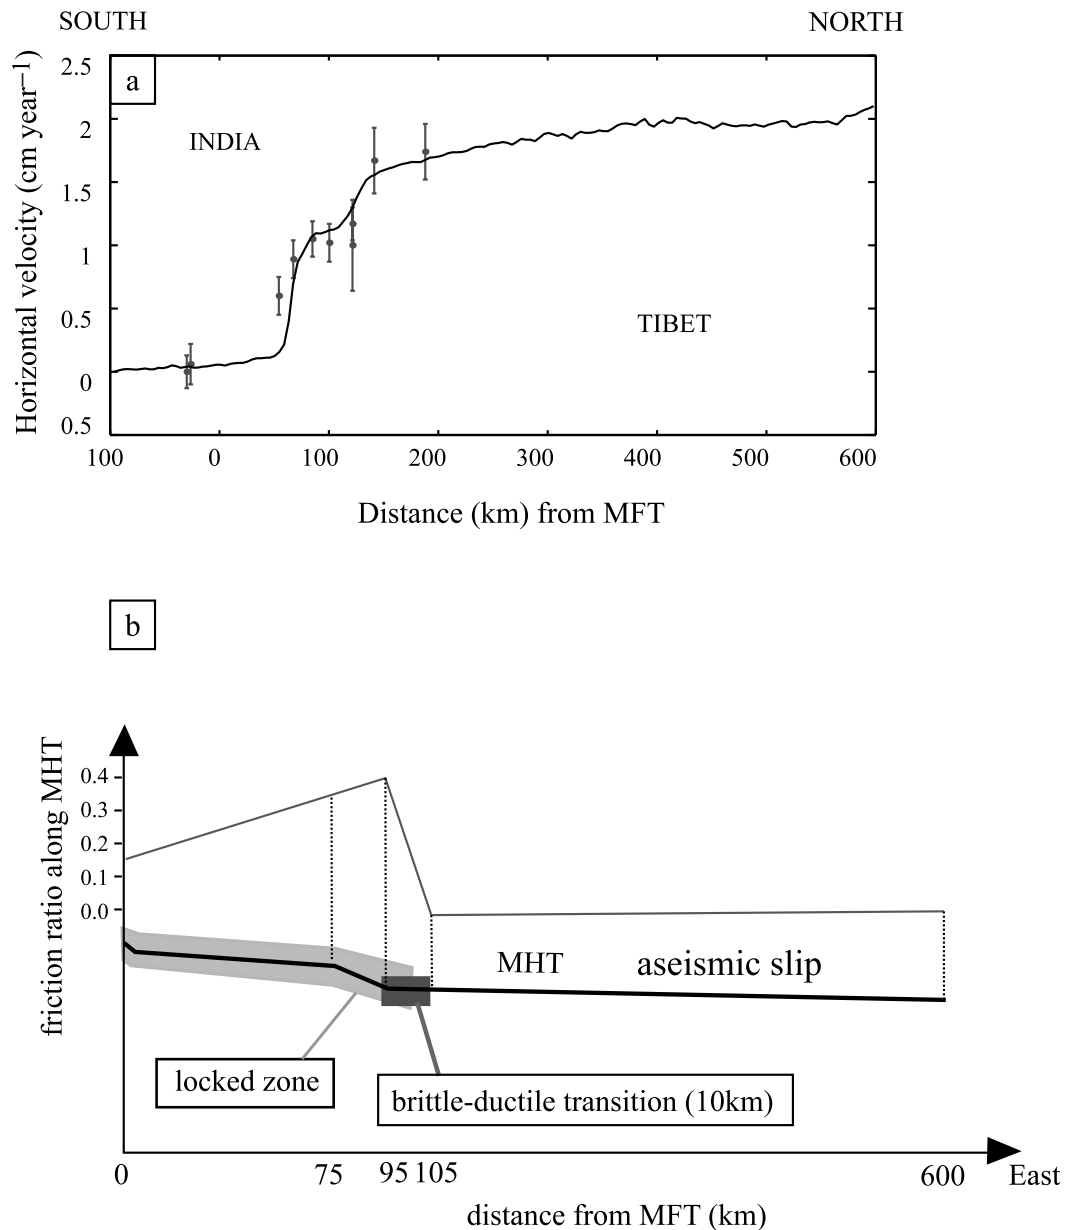 SOUTH NORTH
a
INDIA
TIBET
Horizontal velocity (cm year⁻¹)
2.5
2
1.5
1
0.5
0
0.5
100 0 100 200 300 400 500 600
Distance (km) from MFT
b
friction ratio along MHT
0.4
0.3
0.2
0.1
0.0
MHT aseismic slip
locked zone
brittle-ductile transition (10km)
0 75 95 105 600 East
distance from MFT (km)